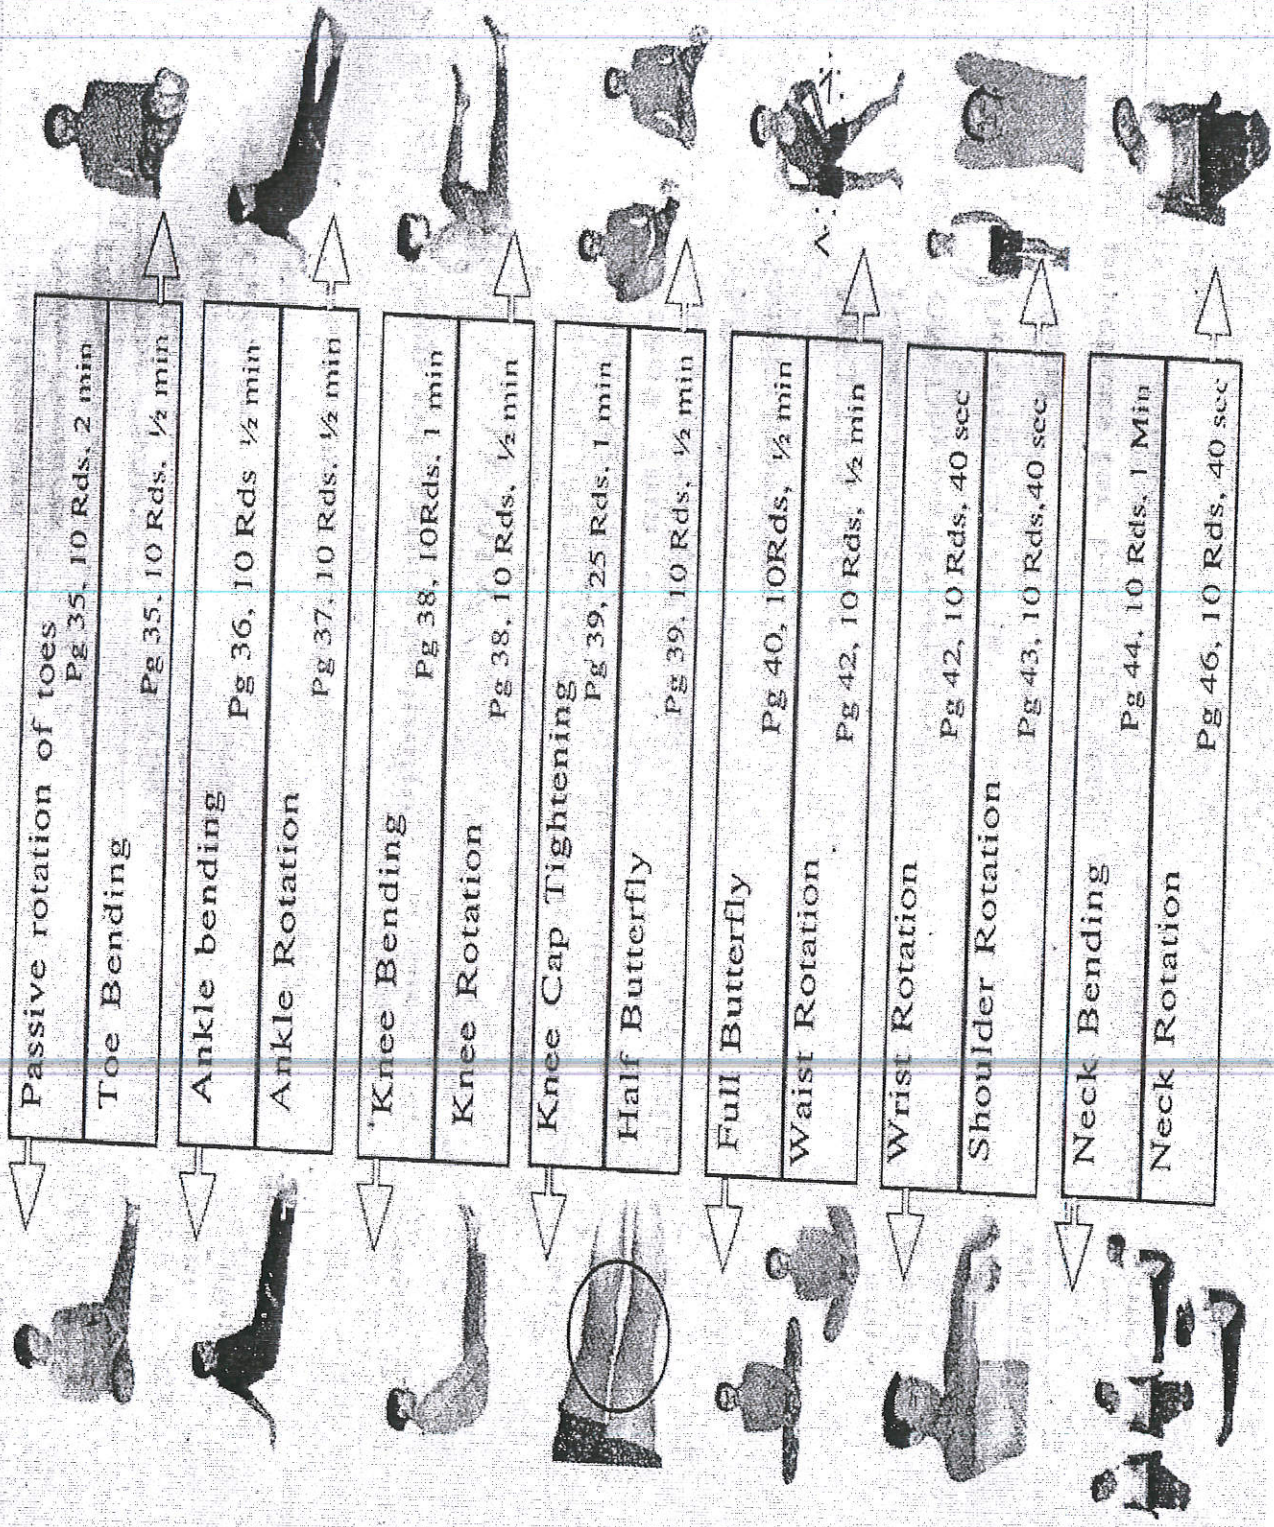 Passive rotation of toes
Pg 35, 10 Rds, 2 min
Toe Bending
Pg 35, 10 Rds, ½ min
Ankle bending
Pg 36, 10 Rds ½ min
Ankle Rotation
Pg 37, 10 Rds, ½ min
Knee Bending
Pg 38, 10Rds, 1 min
Knee Rotation
Pg 38, 10 Rds, ½ min
Knee Cap Tightening
Pg 39, 25 Rds, 1 min
Half Butterfly
Pg 39, 10 Rds, ½ min
Full Butterfly
Pg 40, 10Rds, ½ min
Waist Rotation
Pg 42, 10 Rds, ½ min
Wrist Rotation
Pg 42, 10 Rds, 40 sec
Shoulder Rotation
Pg 43, 10 Rds,40 sec
Neck Bending
Pg 44, 10 Rds, 1 Min
Neck Rotation
Pg 46, 10 Rds, 40 sec